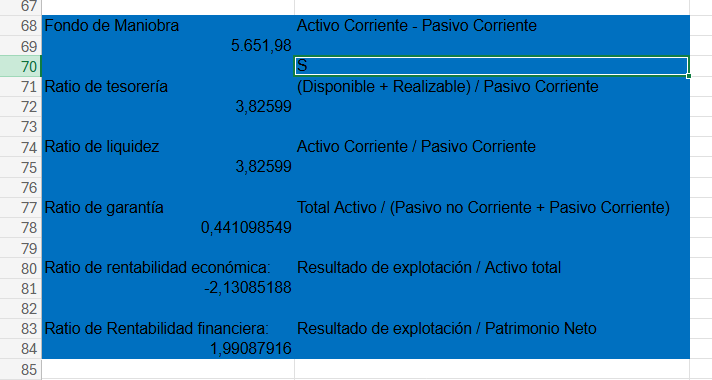 67
68 Fondo de Maniobra Activo Corriente - Pasivo Corriente
69 5.651,98
70 S
71 Ratio de tesorería (Disponible + Realizable) / Pasivo Corriente
72 3,82599
73
74 Ratio de liquidez Activo Corriente / Pasivo Corriente
75 3,82599
76
77 Ratio de garantía Total Activo / (Pasivo no Corriente + Pasivo Corriente)
78 0,441098549
79
80 Ratio de rentabilidad económica: Resultado de explotación / Activo total
81 -2,13085188
82
83 Ratio de Rentabilidad financiera: Resultado de explotación / Patrimonio Neto
84 1,99087916
85